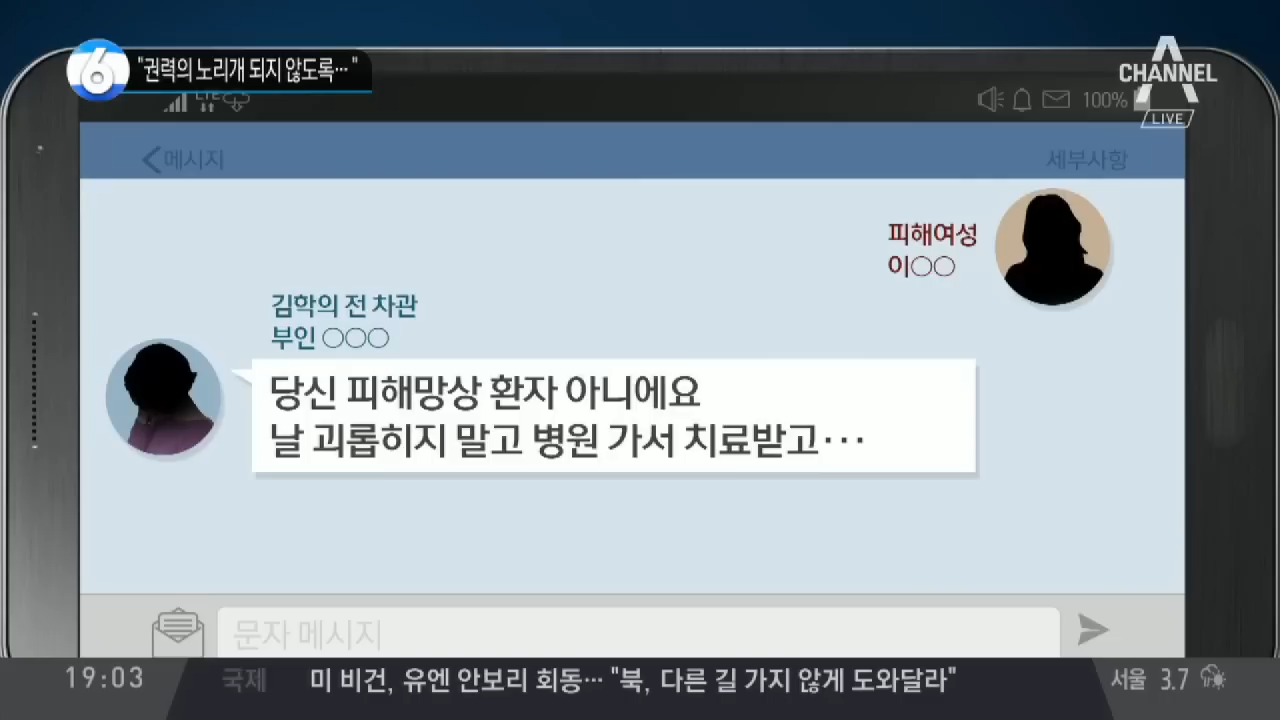 6 "권력의 노리개 되지 않도록…"
CHANNEL A
LIVE
LTE
100%
메시지
세부사항
피해여성
이○○
김학의 전 차관
부인 ○○○
당신 피해망상 환자 아니에요
날 괴롭히지 말고 병원 가서 치료받고…
문자 메시지
19:03 국제 미 비건, 유엔 안보리 회동… "북, 다른 길 가지 않게 도와달라" 서울 3.7